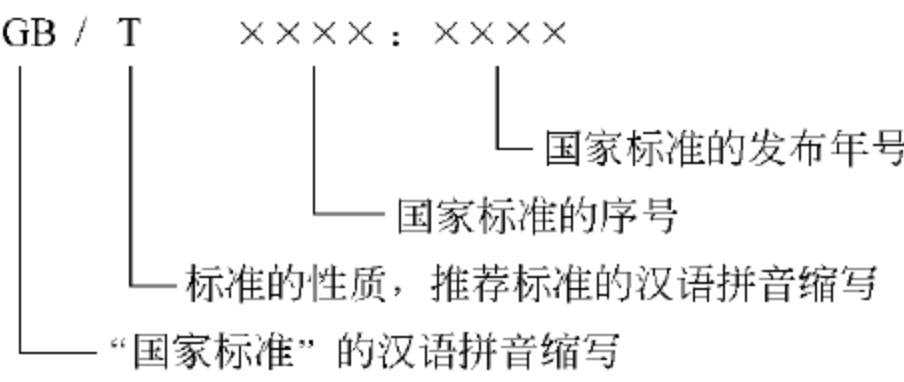 GB / T ××××：××××
国家标准的发布年号
国家标准的序号
标准的性质，推荐标准的汉语拼音缩写
“国家标准”的汉语拼音缩写